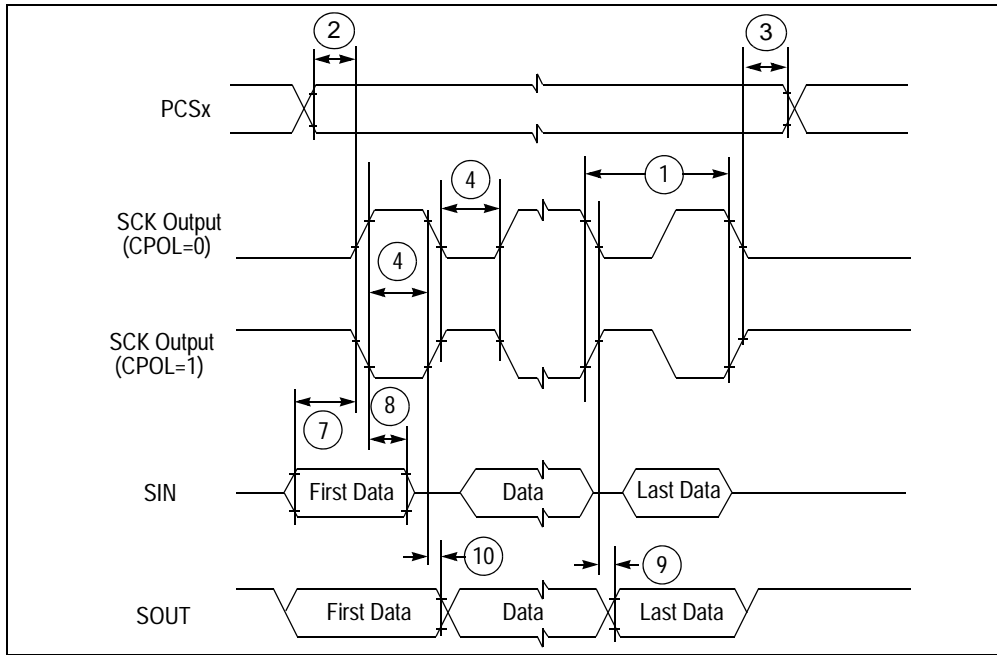 2
3
PCSx
4
1
SCK Output
(CPOL=0)
4
SCK Output
(CPOL=1)
7
8
SIN
First Data
Data
Last Data
10
9
SOUT
First Data
Data
Last Data